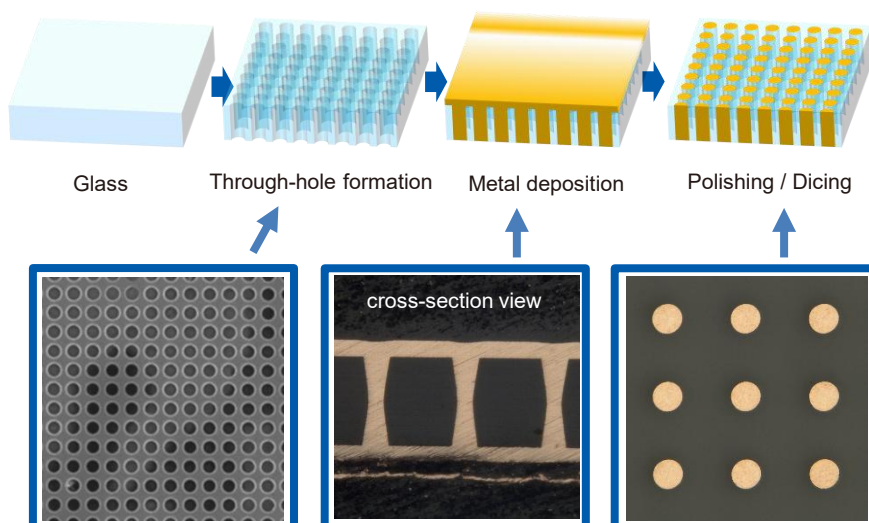 Glass
Through-hole formation
Metal deposition
Polishing / Dicing
cross-section view